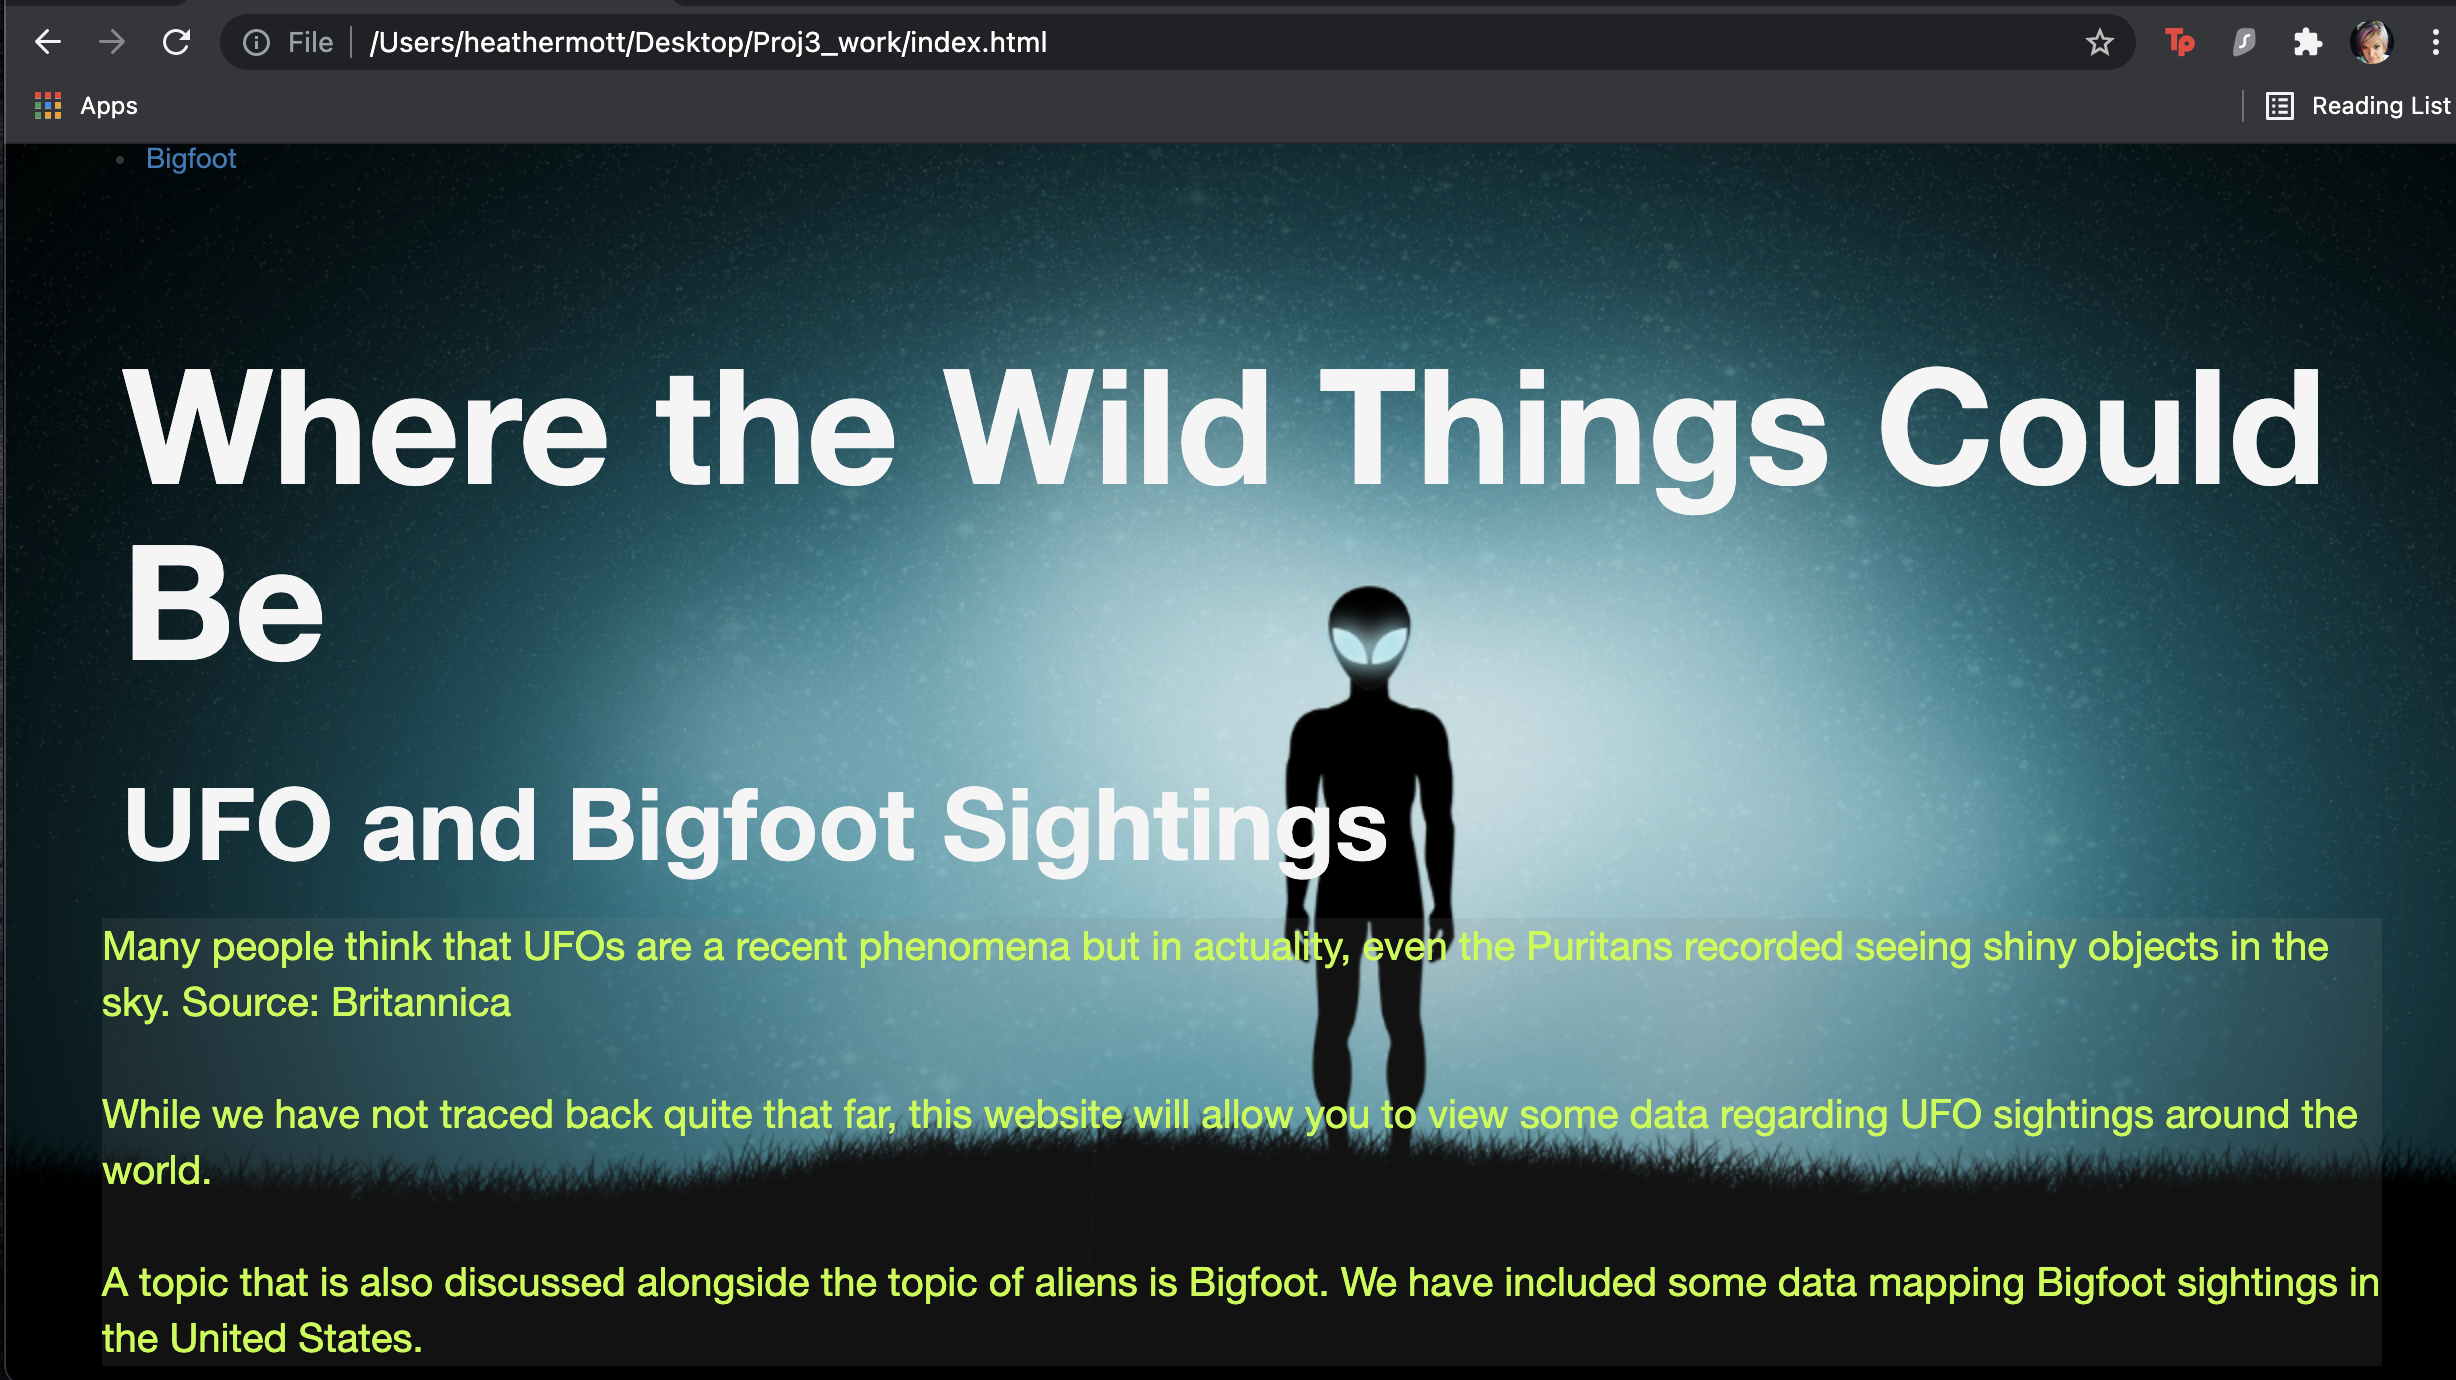 File | /Users/heathermott/Desktop/Proj3_work/index.html
Tp
Apps
Reading List
• Bigfoot
Where the Wild Things Could
Be
UFO and Bigfoot Sightings
Many people think that UFOs are a recent phenomena but in actuality, even the Puritans recorded seeing shiny objects in the
sky. Source: Britannica
While we have not traced back quite that far, this website will allow you to view some data regarding UFO sightings around the
world.
A topic that is also discussed alongside the topic of aliens is Bigfoot. We have included some data mapping Bigfoot sightings in
the United States.